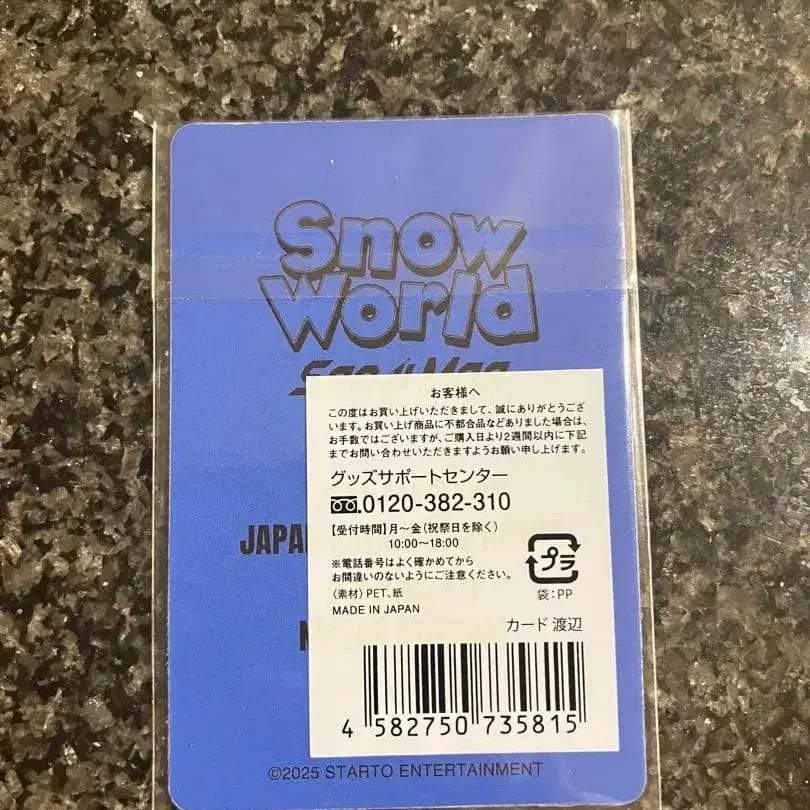 Snow
World
お客様へ
この度はお買い上げいただきまして、誠にありがとうござ
います。お買い上げ商品に不都合品などありました場合は、
お手数ではございますが、ご購入日より2週間以内に下記
までお問い合わせいただきますようお願い申し上げます。
グッズサポートセンター
0120-382-310
【受付時間】月～金(祝祭日を除く)
10:00～18:00
※電話番号はよく確かめてから
お間違いのないようにご注意ください。
〈素材〉PET、紙
MADE IN JAPAN
プラ
袋:PP
カード 渡辺
4 582750 735815
JAPA
©2025 STARTO ENTERTAINMENT